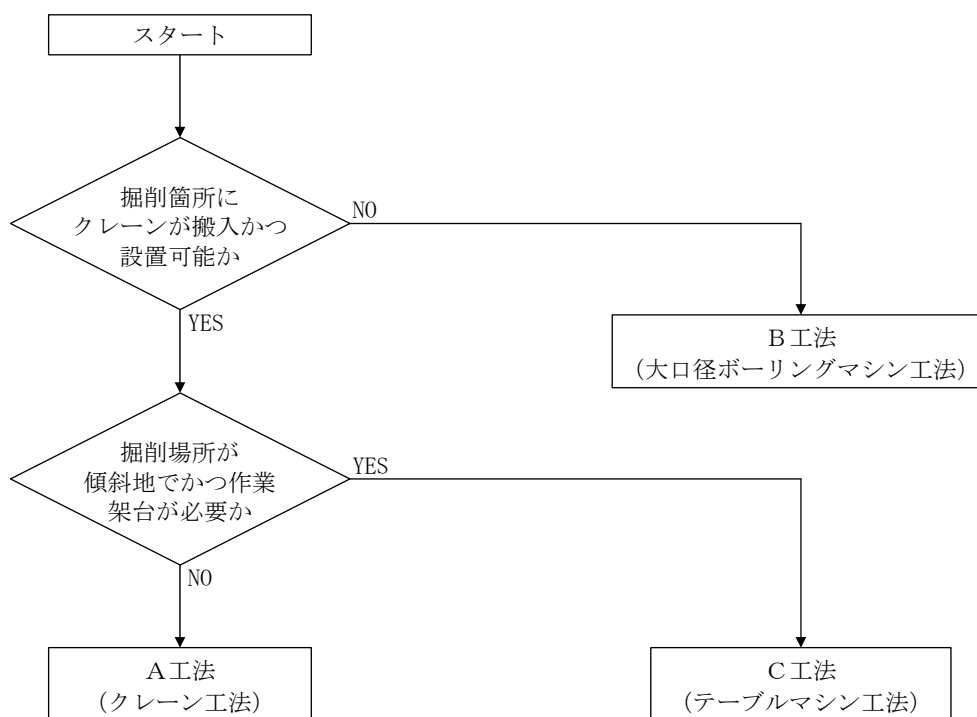 スタート
掘削箇所に
クレーンが搬入かつ
設置可能か
NO
YES
Ｂ工法
（大口径ボーリングマシン工法）
掘削場所が
傾斜地でかつ作業
架台が必要か
YES
NO
Ａ工法
（クレーン工法）
Ｃ工法
（テーブルマシン工法）